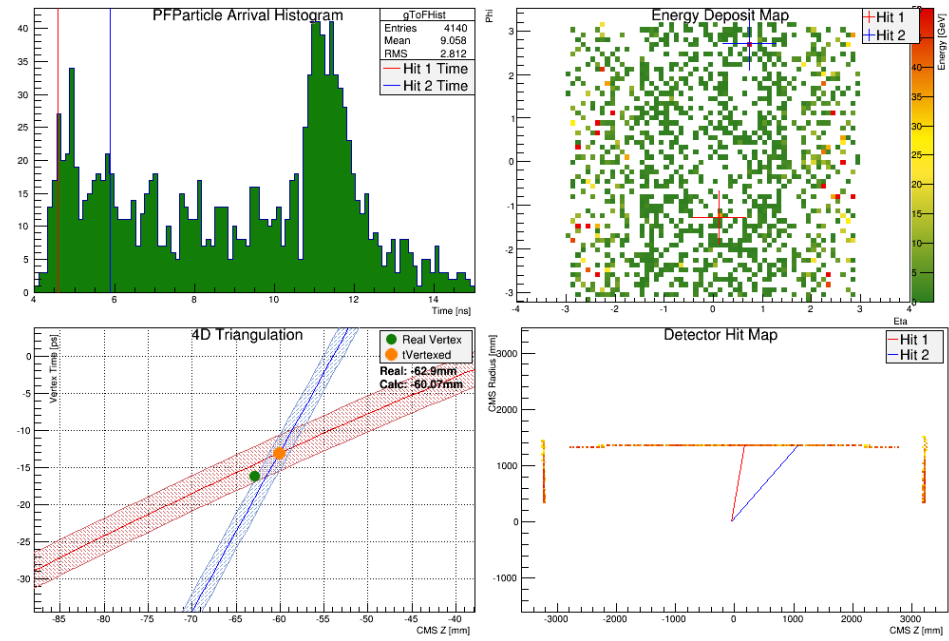 PFParticle Arrival Histogram
gToFHist
Entries 4140
Mean 9.058
RMS 2.812
Hit 1 Time
Hit 2 Time
40
35
30
25
20
15
10
5
0
4 6 8 10 12 14
Time [ns]
Energy Deposit Map
Phi
Hit 1
Hit 2
Energy [GeV]
3
2
1
0
-1
-2
-3
-4 -3 -2 -1 0 1 2 3 4
Eta
50
45
40
35
30
25
20
15
10
5
0
4D Triangulation
Vertex Time [ps]
Real Vertex
tVertexed
Real: -62.9mm
Calc: -60.07mm
0
-5
-10
-15
-20
-25
-30
-85 -80 -75 -70 -65 -60 -55 -50 -45 -40
CMS Z [mm]
Detector Hit Map
CMS Radius [mm]
Hit 1
Hit 2
3000
2000
1000
0
-1000
-3000 -2000 -1000 0 1000 2000 3000
CMS Z [mm]